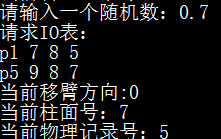 请输入一个随机数：0.7
请求IO表：
p1 7 8 5
p5 9 8 7
当前移臂方向:0
当前柱面号：7
当前物理记录号：5